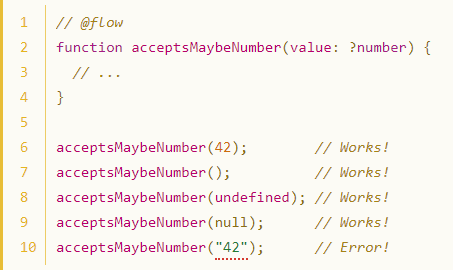 1 // @flow
2 function acceptsMaybeNumber(value: ?number) {
3   // ...
4 }
5
6 acceptsMaybeNumber(42);        // Works!
7 acceptsMaybeNumber();          // Works!
8 acceptsMaybeNumber(undefined); // Works!
9 acceptsMaybeNumber(null);      // Works!
10 acceptsMaybeNumber("42");      // Error!